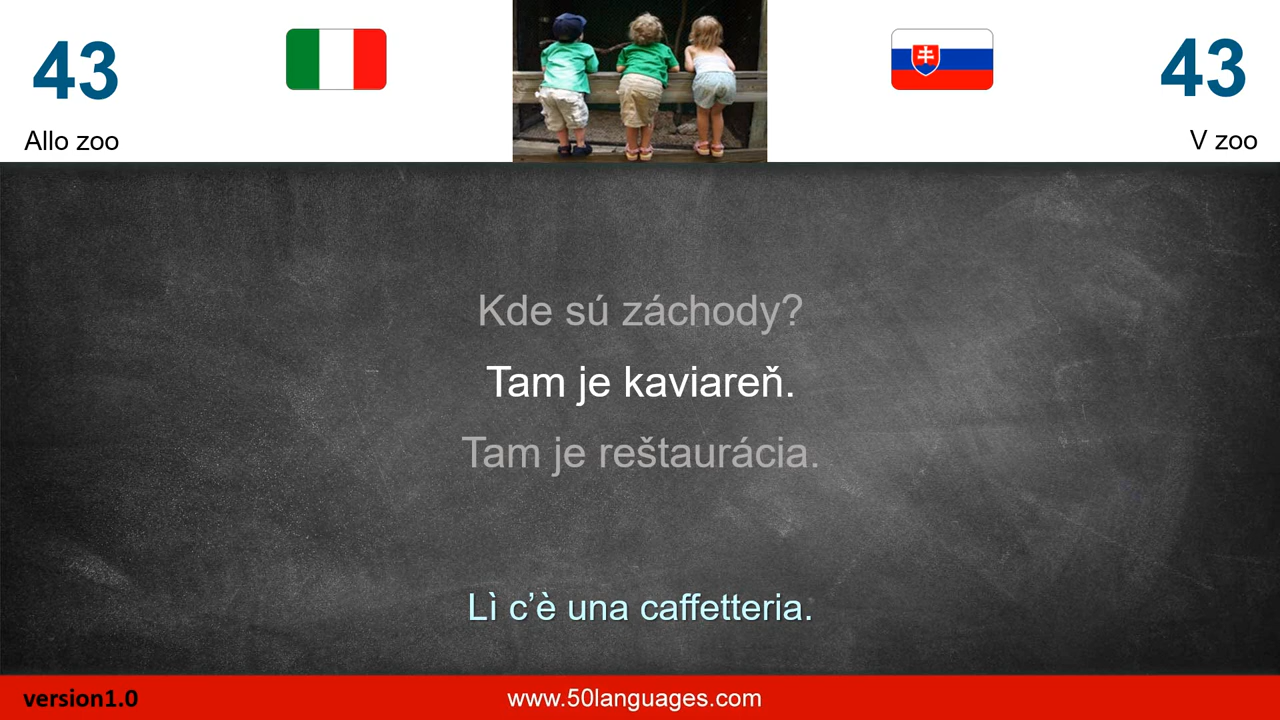 43
43
Allo zoo
V zoo
Kde sú záchody?
Tam je kaviareň.
Tam je reštaurácia.
Lì c’è una caffetteria.
version1.0
www.50languages.com